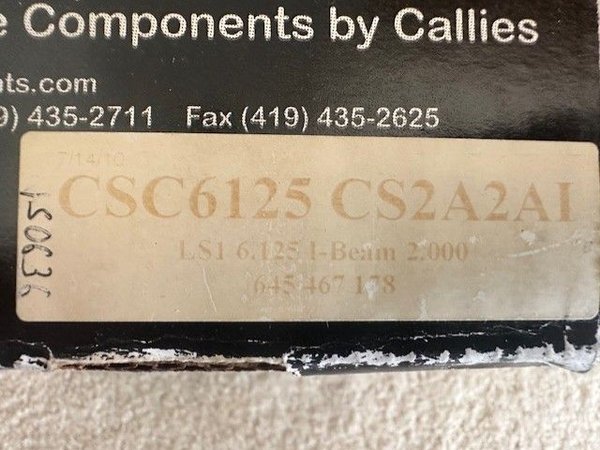 e Components by Callies
nts.com
9) 435-2711 Fax (419) 435-2625
7/14/10
CSC6125 CS2A2AI
LS1 6.125 I-Beam 2.000
645 467 178
150636